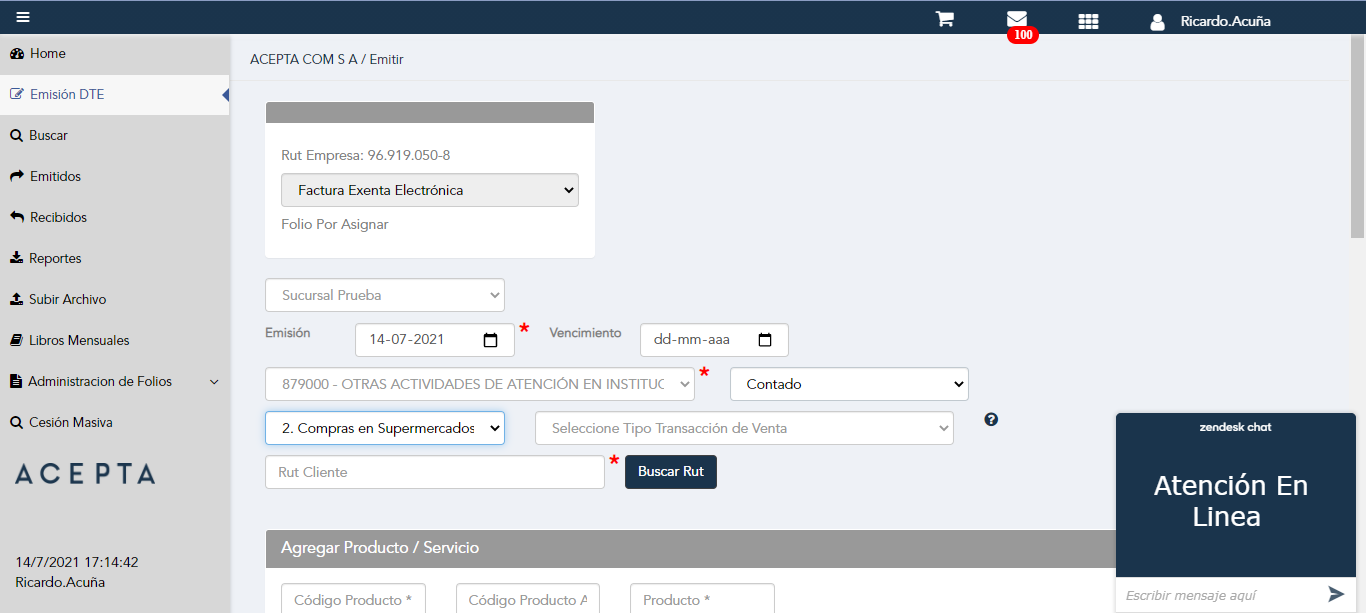 Ricardo.Acuña
100
Home
Emisión DTE
Buscar
Emitidos
Recibidos
Reportes
Subir Archivo
Libros Mensuales
Administracion de Folios
Cesión Masiva
ACEPTA
14/7/2021 17:14:42
Ricardo.Acuña
ACEPTA COM S A / Emitir
Rut Empresa: 96.919.050-8
Factura Exenta Electrónica
Folio Por Asignar
Sucursal Prueba
Emisión 14-07-2021 * Vencimiento dd-mm-aaa
879000 - OTRAS ACTIVIDADES DE ATENCIÓN EN INSTITUC * Contado
2. Compras en Supermercados Seleccione Tipo Transacción de Venta ?
Rut Cliente * Buscar Rut
Agregar Producto / Servicio
Código Producto * Código Producto A Producto *
zendesk chat
Atención En
Linea
Escribir mensaje aquí